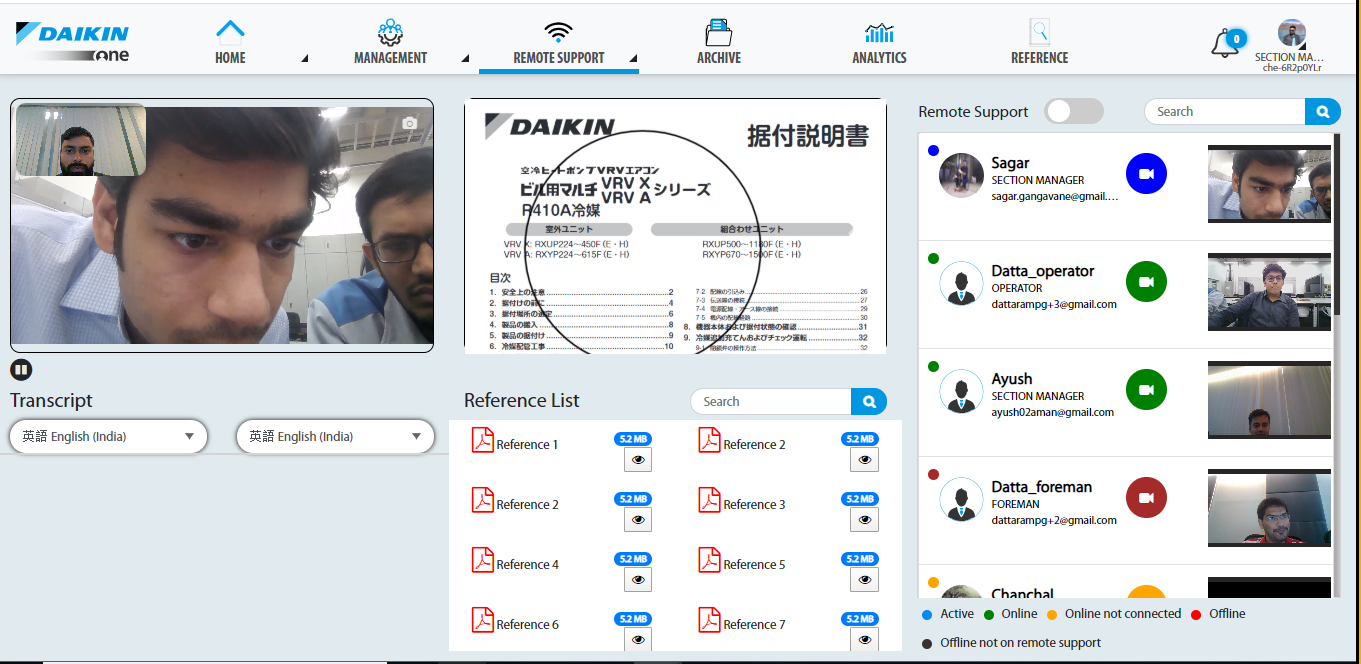 DAIKIN
one
HOME
MANAGEMENT
REMOTE SUPPORT
ARCHIVE
ANALYTICS
REFERENCE
0
SECTION MA...
che-6R2p0YLr
Transcript
英語 English (India)
英語 English (India)
DAIKIN
据付説明書
空冷ヒートポンプVRVエアコン
ビル用マルチ VRV X VRV A シリーズ
R410A冷媒
室外ユニット
組合わせユニット
VRV X: RXUP224～450F (E・H)
RXUP500～1180F (E・H)
VRV A: RXYP224～615F (E・H)
RXYP670～1500F (E・H)
目次
1. 安全上の注意 2
2. 据付けの前に 4
3. 据付場所の選定 6
4. 製品の搬入 8
5. 製品の据付け 9
6. 冷媒配管工事 10
7-2 配線の引込み 26
7-3 伝送線の接続 27
7-4 電源配線・アース線の接続 29
7-5 機内の配線経路 30
8. 機器本体および据付状態の確認 31
9. 冷媒追加充てんおよびチェック運転 32
9-1 閉鎖弁の操作方法 32
Reference List
Search
Reference 1
5.2 MB
Reference 2
5.2 MB
Reference 2
5.2 MB
Reference 3
5.2 MB
Reference 4
5.2 MB
Reference 5
5.2 MB
Reference 6
5.2 MB
Reference 7
5.2 MB
Remote Support
Search
Sagar
SECTION MANAGER
sagar.gangavane@gmail....
Datta_operator
OPERATOR
dattarampg+3@gmail.com
Ayush
SECTION MANAGER
ayush02aman@gmail.com
Datta_foreman
FOREMAN
dattarampg+2@gmail.com
Chanchal
Active
Online
Online not connected
Offline
Offline not on remote support